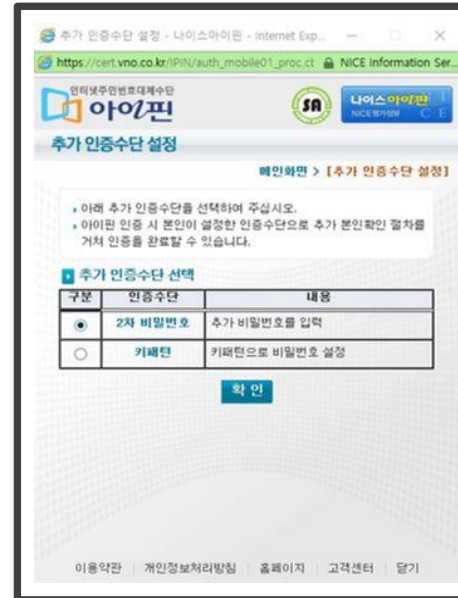 추가 인증수단 설정 - 나이스아이핀 - Internet Exp...
https://cert.vno.co.kr/IPIN/auth_mobile01_proc.ct NICE Information Ser...
인터넷주민번호대체수단
아이핀
SA
나이스아이핀
NICE평가정보
추가 인증수단 설정
메인화면 > [추가 인증수단 설정]
아래 추가 인증수단을 선택하여 주십시오.
아이핀 인증 시 본인이 설정한 인증수단으로 추가 본인확인 절차를
거쳐 인증을 완료할 수 있습니다.
추가 인증수단 선택
구분 인증수단 내용
2차 비밀번호 추가 비밀번호를 입력
키패턴 키패턴으로 비밀번호 설정
확인
이용약관 개인정보처리방침 홈페이지 고객센터 닫기